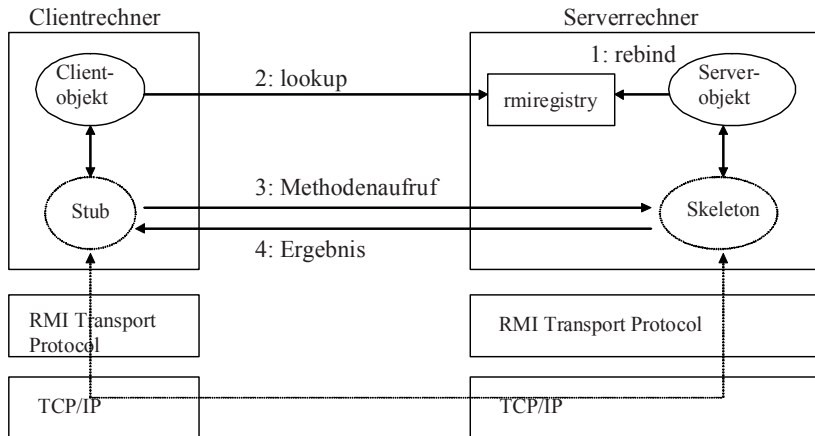 Clientrechner
Serverrechner
Client-
objekt
2: lookup
1: rebind
rmiregistry
Server-
objekt
3: Methodenaufruf
Stub
Skeleton
4: Ergebnis
RMI Transport
Protocol
RMI Transport Protocol
TCP/IP
TCP/IP